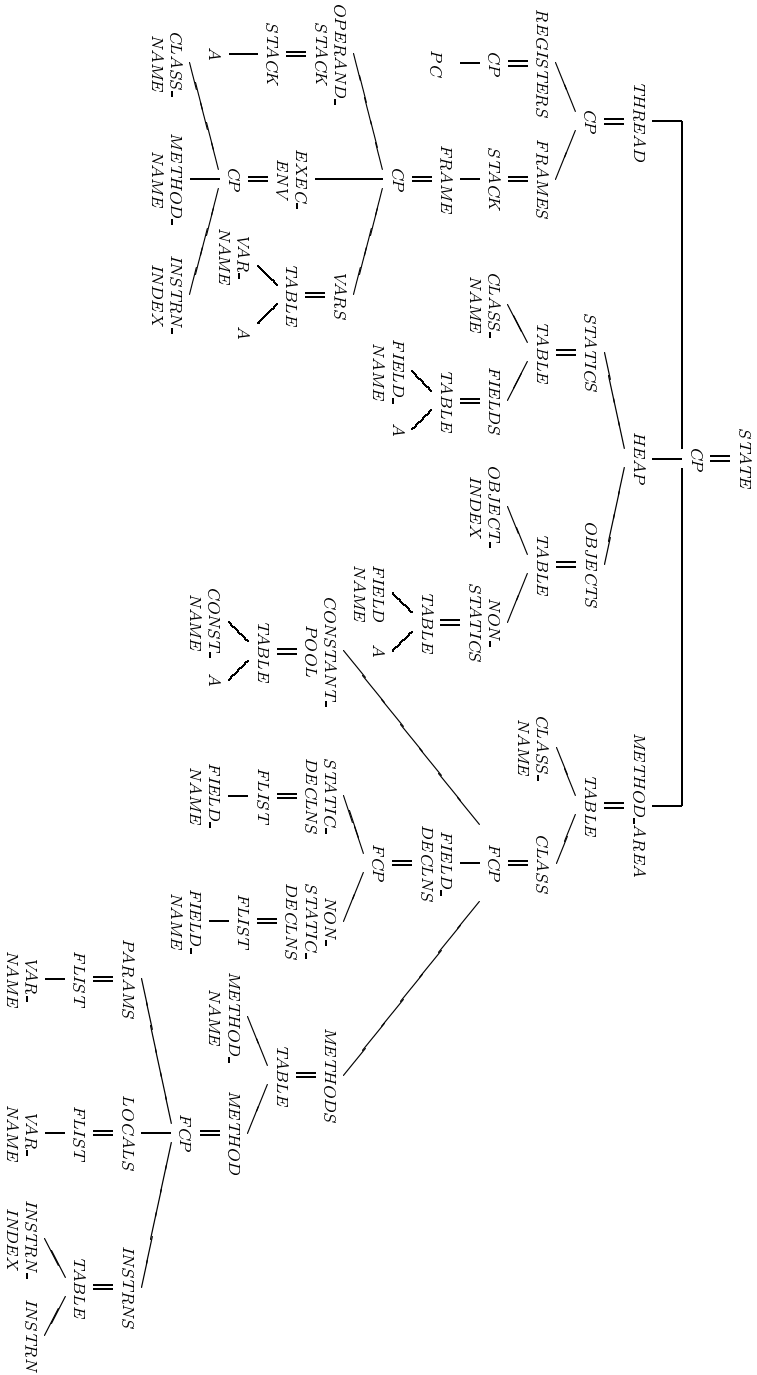 STATE
CP
THREAD
HEAP
METHOD_AREA
CP
TABLE
REGISTERS
FRAMES
STATICS
OBJECTS
CLASS-
NAME
CLASS
CP
STACK
TABLE
TABLE
FCP
PC
FRAME
CLASS-
NAME
FIELDS
OBJECT-
INDEX
NON-
STATICS
FIELD-
DECLNS
CP
TABLE
TABLE
FCP
OPERAND-
STACK
EXEC-
ENV
VARS
FIELD-
NAME
A
FIELD
NAME
A
CONSTANT-
POOL
STATIC-
DECLNS
NON-
STATIC-
DECLNS
METHODS
STACK
CP
TABLE
TABLE
FLIST
FLIST
TABLE
A
VAR-
NAME
A
CONST-
NAME
A
FIELD-
NAME
FIELD-
NAME
METHOD-
NAME
METHOD
CLASS-
NAME
METHOD-
NAME
INSTRN-
INDEX
FCP
PARAMS
LOCALS
INSTRNS
FLIST
FLIST
TABLE
VAR-
NAME
VAR-
NAME
INSTRN-
INDEX
INSTRN